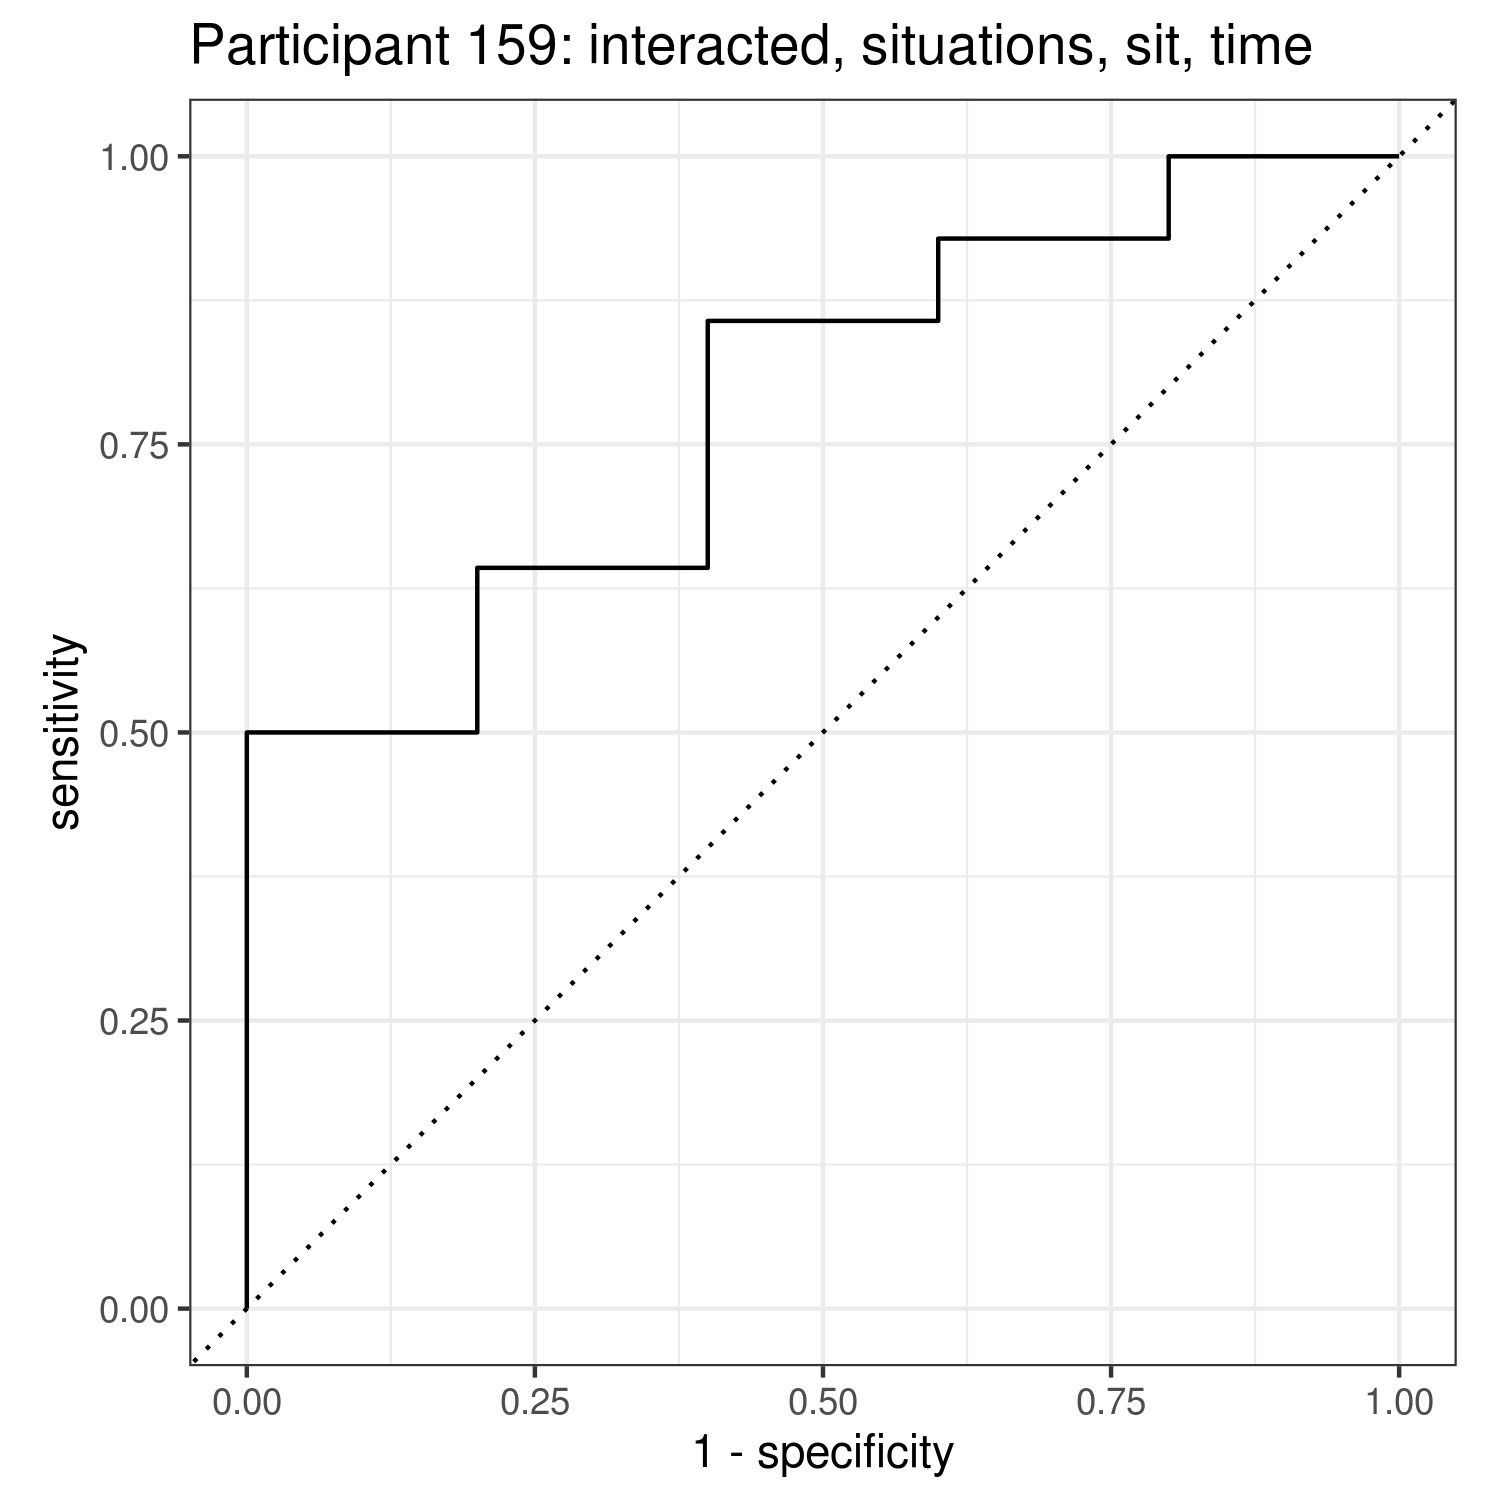 Participant 159: interacted, situations, sit, time
1.00
0.75
0.50
0.25
0.00
sensitivity
0.00 0.25 0.50 0.75 1.00
1 - specificity